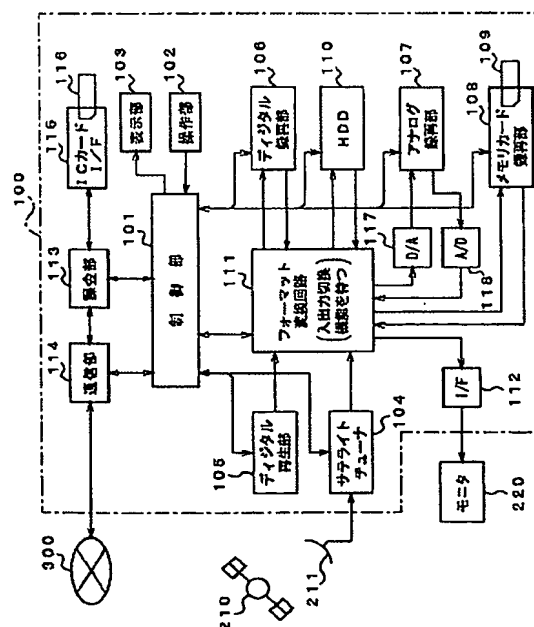 100
116
115
ICカード
I/F
103
表示部
102
操作部
113
照会部
114
通信部
101
制御部
300
106
ディジタル
録再部
110
HDD
107
アナログ
録再部
109
108
メモリカード
録再部
111
フォーマット
変換回路
(入出力切換
機能を持つ)
117
D/A
A/D
118
105
ディジタル
再生部
104
サテライト
チューナ
I/F
112
モニタ
220
210
211